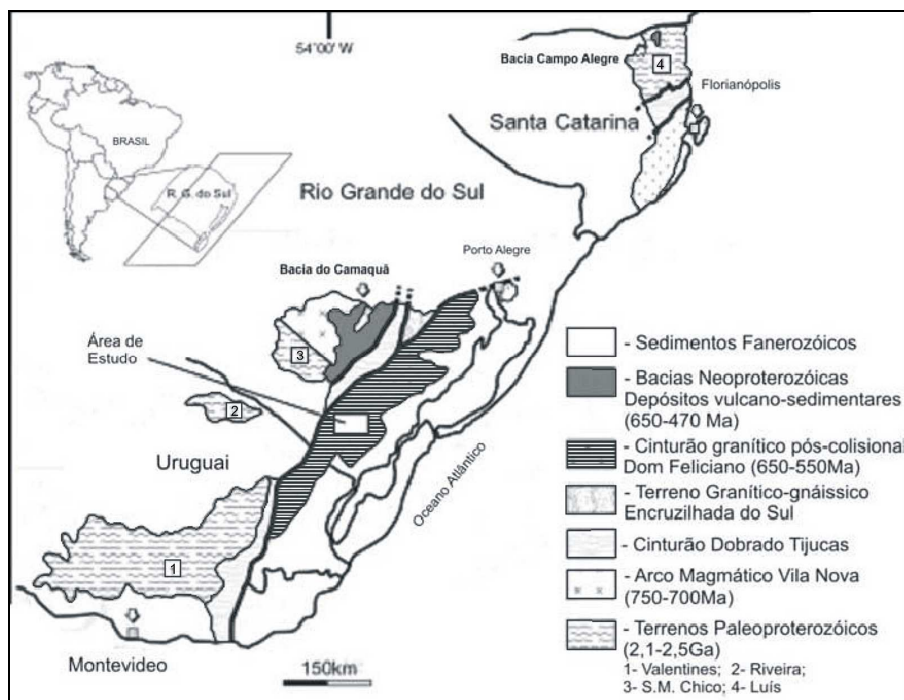 54°00' W
Bacia Campo Alegre
4
Florianópolis
Santa Catarina
BRASIL
R. G. do Sul
Rio Grande do Sul
Porto Alegre
Bacia do Camaquã
Área de
Estudo
3
2
Uruguai
Oceano Atlântico
1
Montevideo
150km
- Sedimentos Fanerozóicos
- Bacias Neoproterozóicas
Depósitos vulcano-sedimentares
(650-470 Ma)
- Cinturão granítico pós-colisional
Dom Feliciano (650-550Ma)
- Terreno Granítico-gnáissico
Encruzilhada do Sul
- Cinturão Dobrado Tijucas
- Arco Magmático Vila Nova
(750-700Ma)
- Terrenos Paleoproterozóicos
(2,1-2,5Ga)
1- Valentines; 2- Riveira;
3- S.M. Chico; 4- Luís